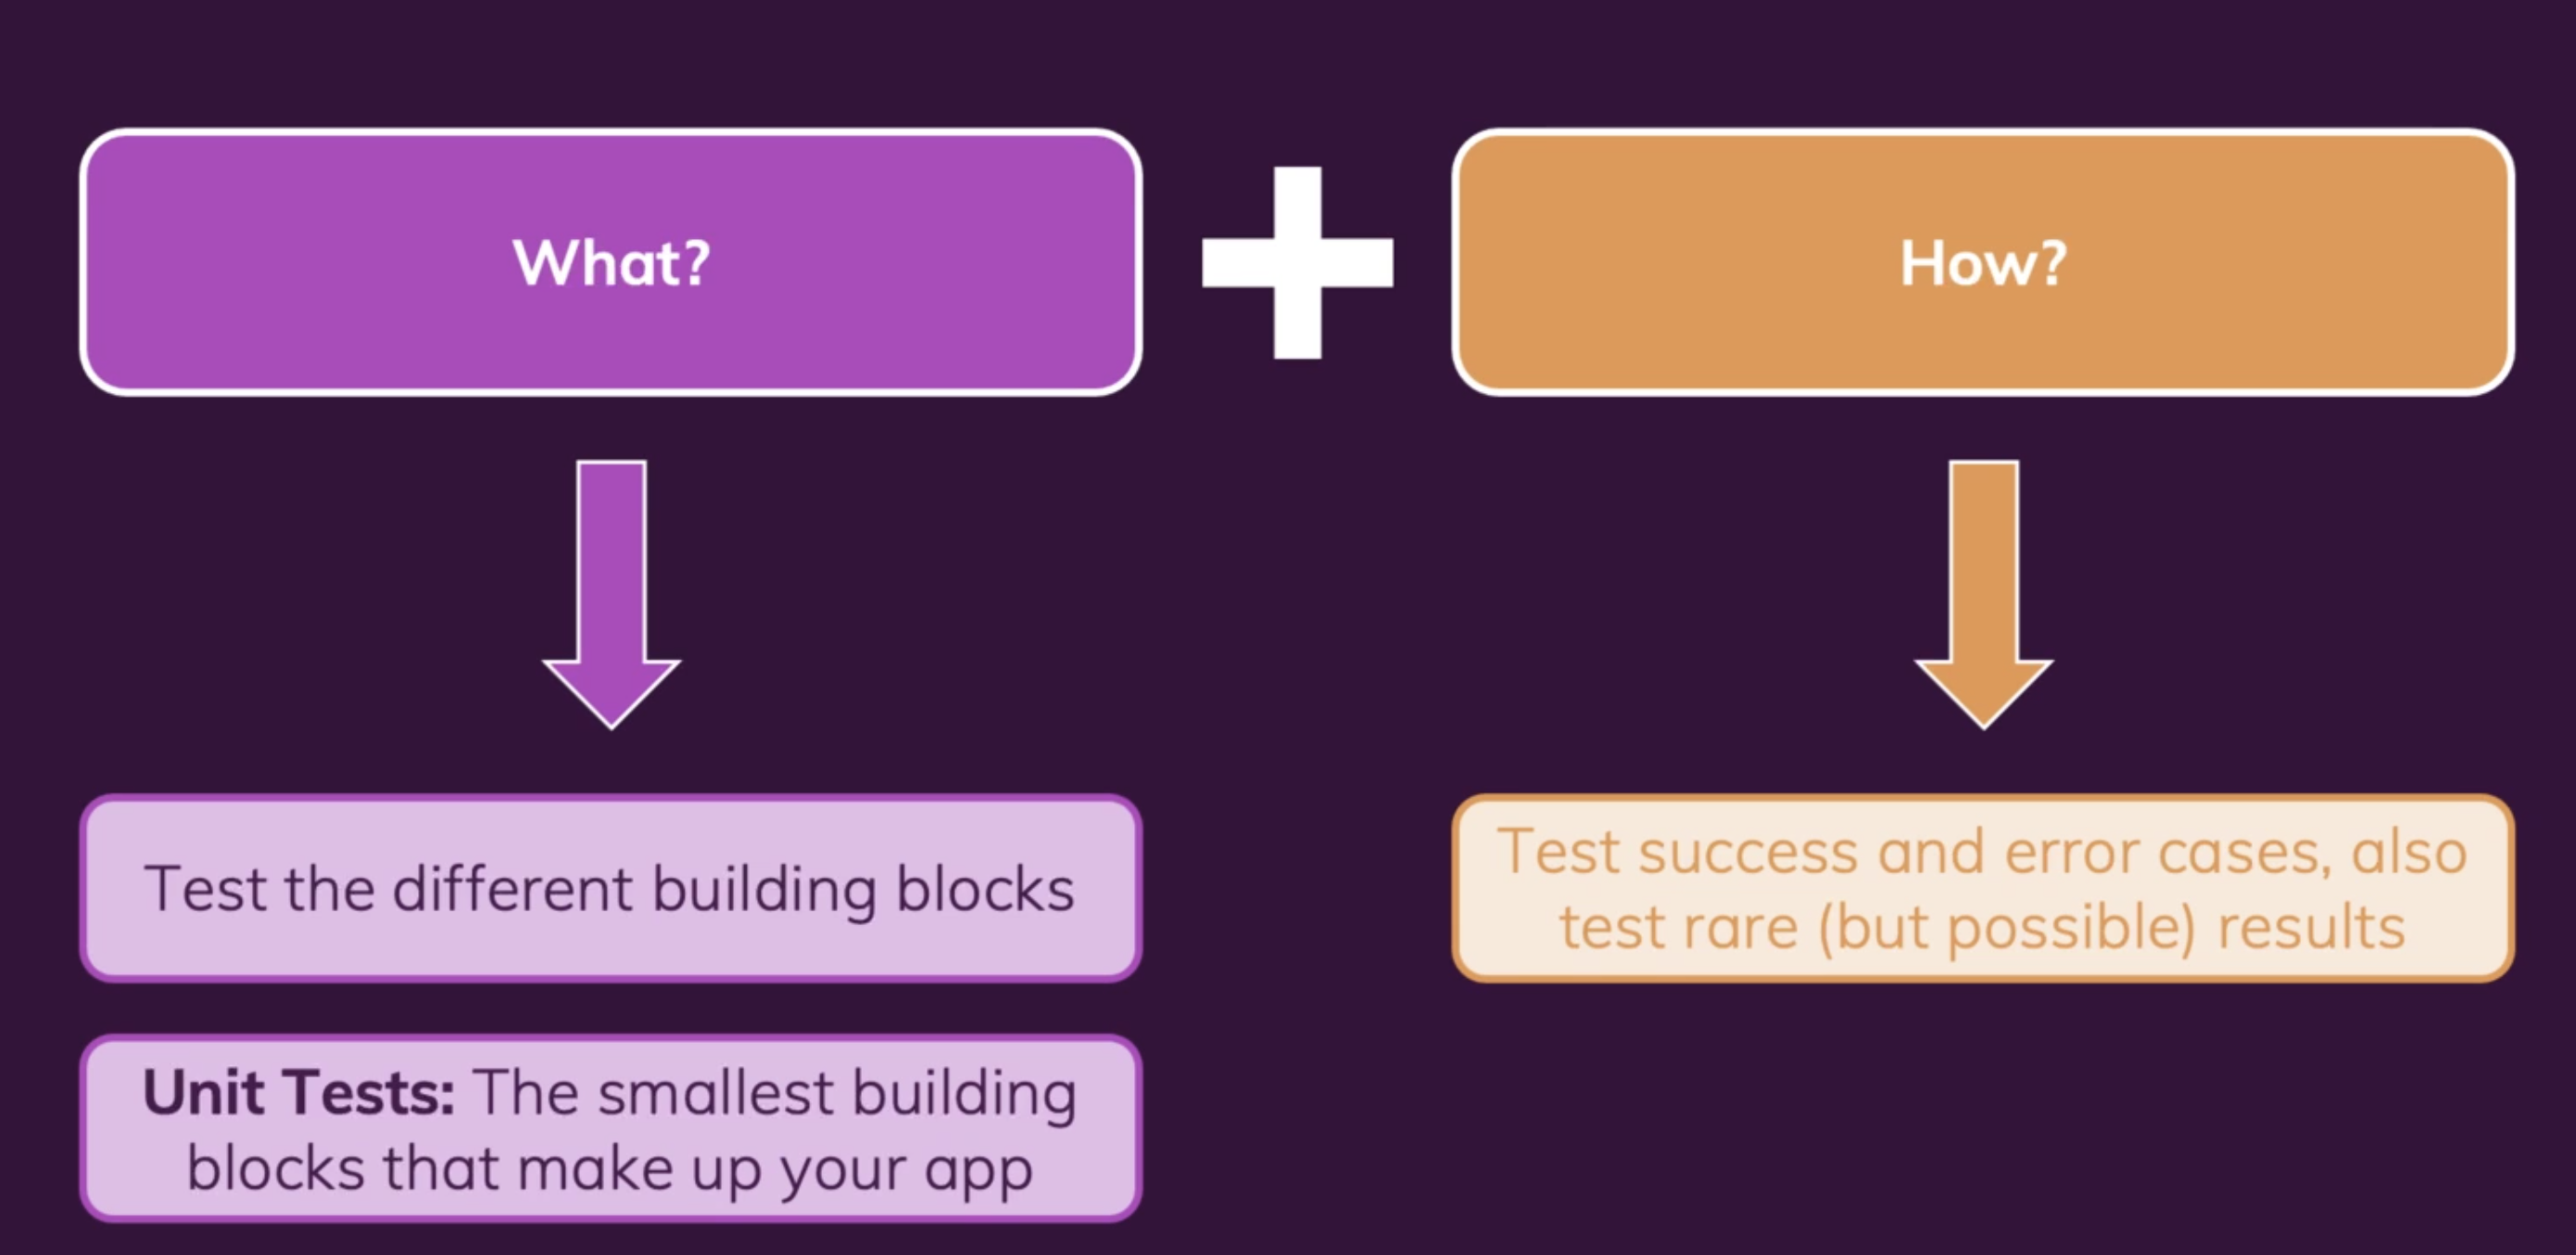 What?
How?
Test the different building blocks
Test success and error cases, also
test rare (but possible) results
Unit Tests: The smallest building
blocks that make up your app